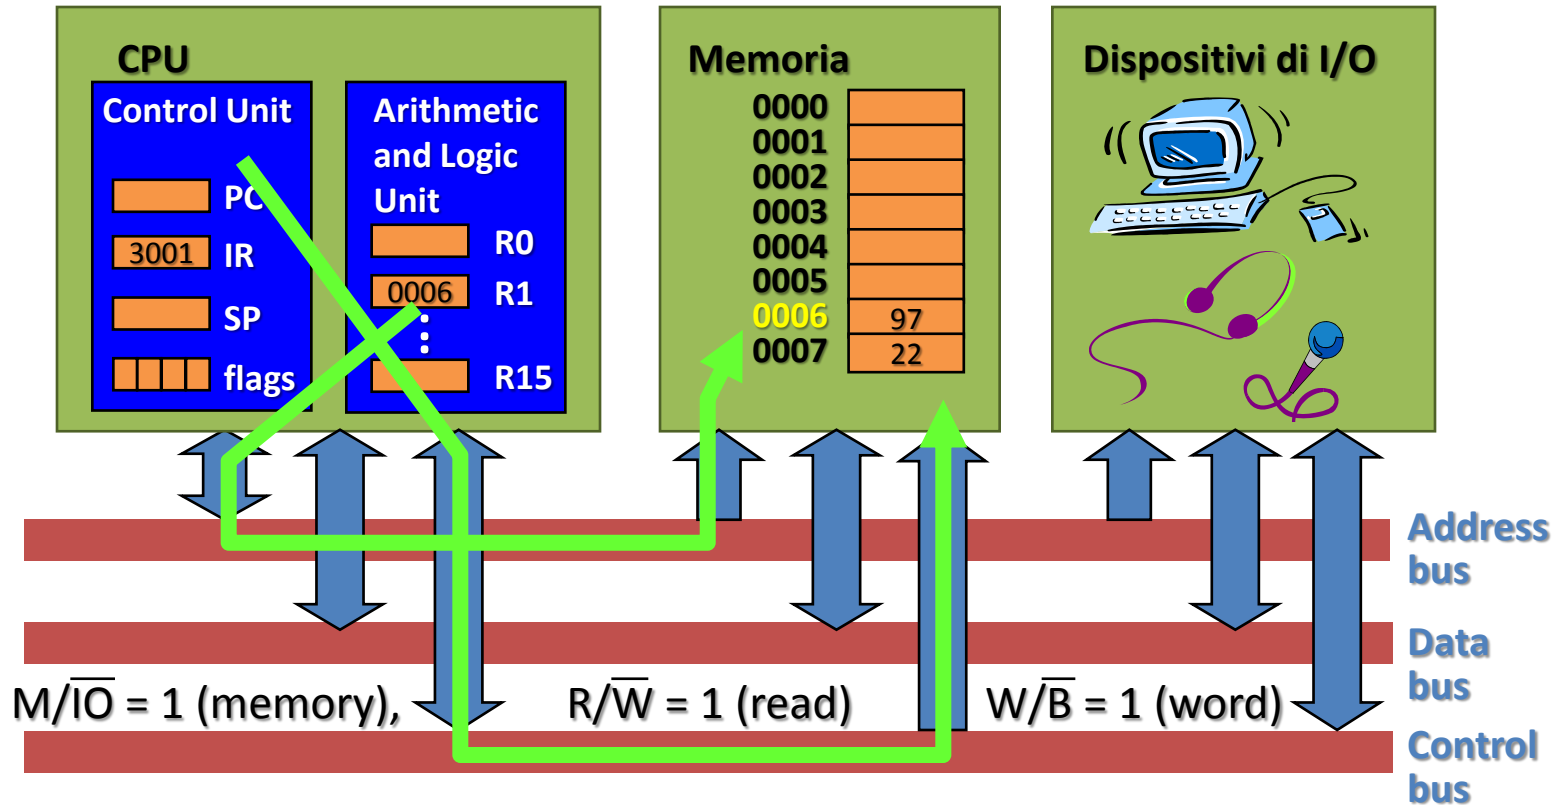 CPU
Control Unit
PC
IR
3001
SP
flags
Arithmetic
and Logic
Unit
R0
0006
R1
R15
Memoria
0000
0001
0002
0003
0004
0005
0006
97
0007
22
Dispositivi di I/O
Address
bus
Data
bus
M/I̅O̅ = 1 (memory),
R/W̅ = 1 (read)
W/B̅ = 1 (word)
Control
bus